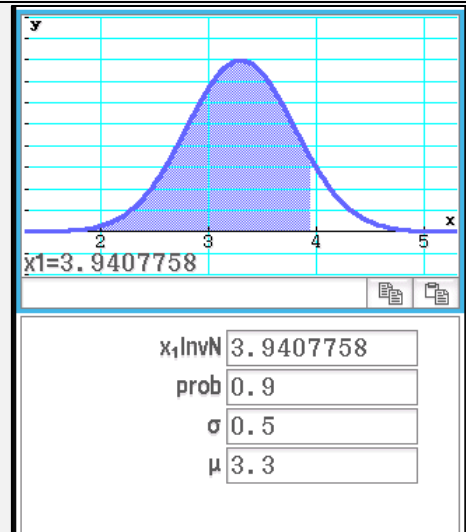 y
x
2 3 4 5
x1=3.9407758
x₁InvN 3.9407758
prob 0.9
σ 0.5
μ 3.3